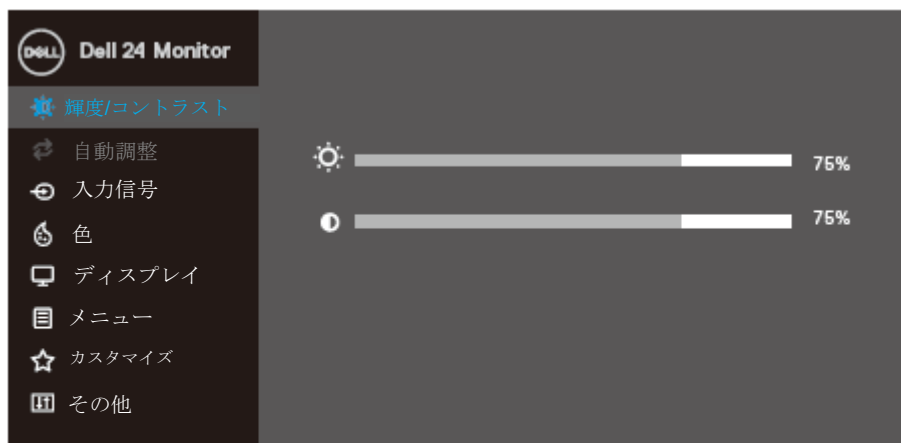 DELL Dell 24 Monitor
輝度/コントラスト
自動調整
入力信号
色
ディスプレイ
メニュー
カスタマイズ
その他
75%
75%